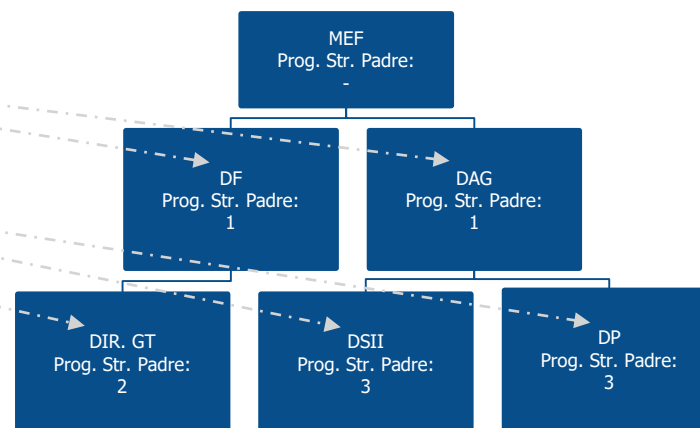 MEF
Prog. Str. Padre:
-
DF
Prog. Str. Padre:
1
DAG
Prog. Str. Padre:
1
DIR. GT
Prog. Str. Padre:
2
DSII
Prog. Str. Padre:
3
DP
Prog. Str. Padre:
3